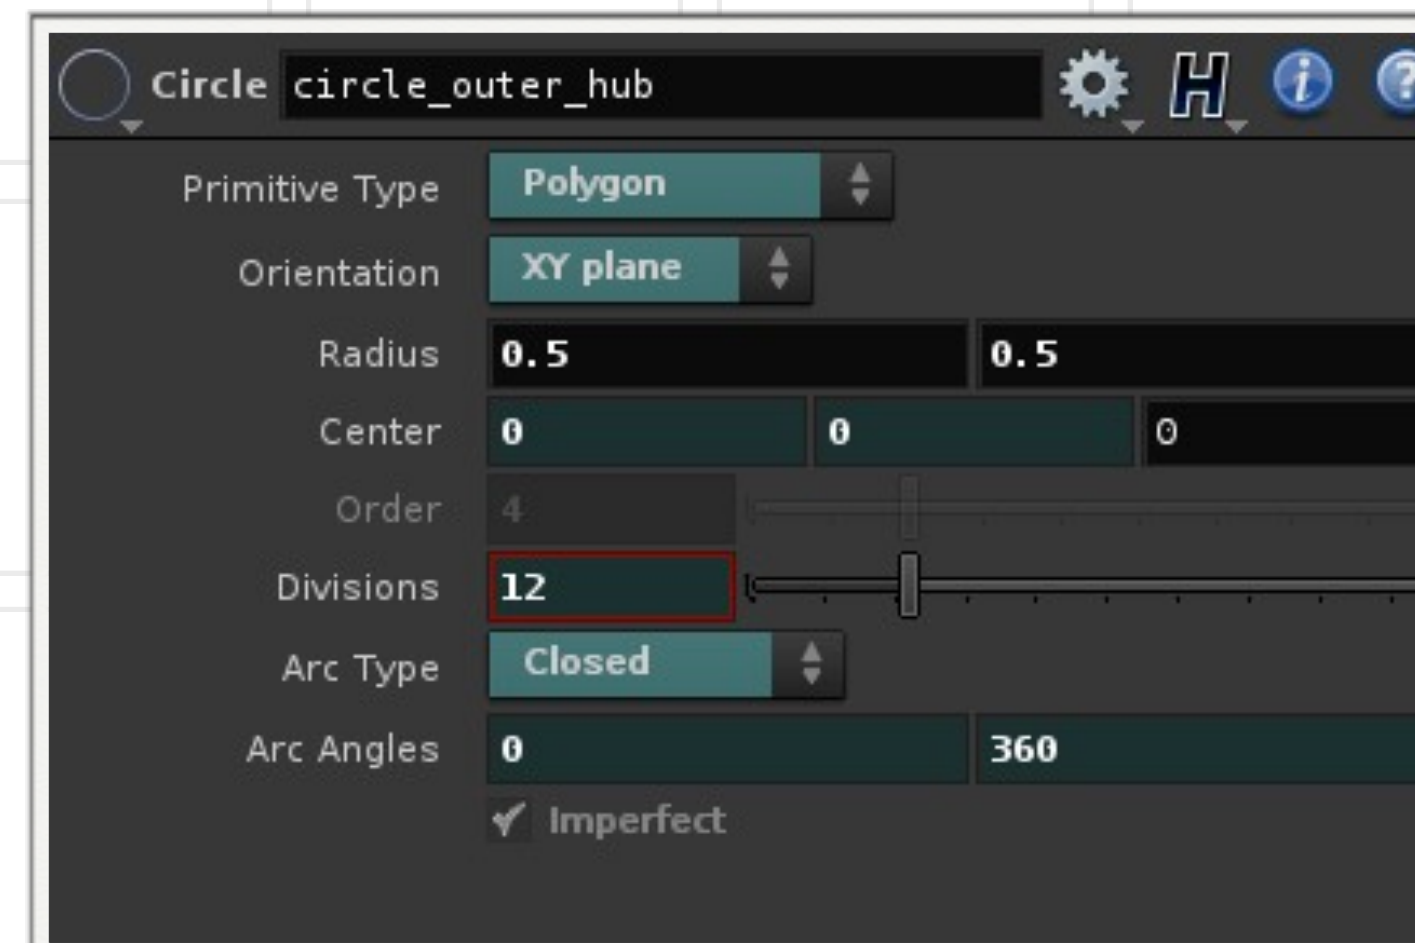 Circle circle_outer_hub H i ?
Primitive Type Polygon
Orientation XY plane
Radius 0.5 0.5
Center 0 0 0
Order 4
Divisions 12
Arc Type Closed
Arc Angles 0 360
Imperfect